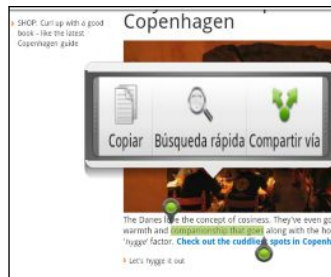 Copenhagen
SHOP: Curl up with a good
book - like the latest
Copenhagen guide
Copiar
Búsqueda rápida
Compartir vía
The Danes love the concept of cosiness. They've even go
warmth and companionship that goes along with the ho
'hygge' factor. Check out the cuddliest spots in Copenh
Let's hygge it out